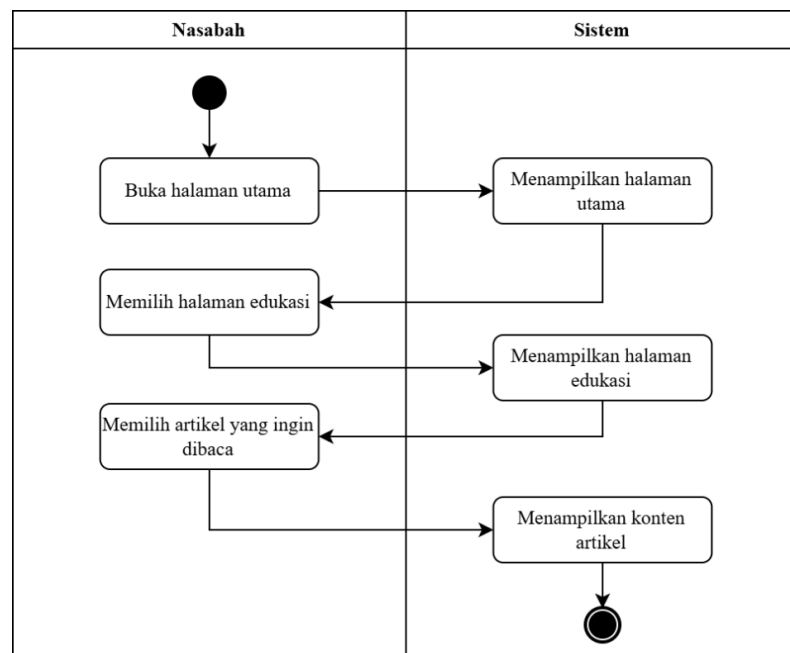 Nasabah
Sistem
Buka halaman utama
Menampilkan halaman
utama
Memilih halaman edukasi
Menampilkan halaman
edukasi
Memilih artikel yang ingin
dibaca
Menampilkan konten
artikel